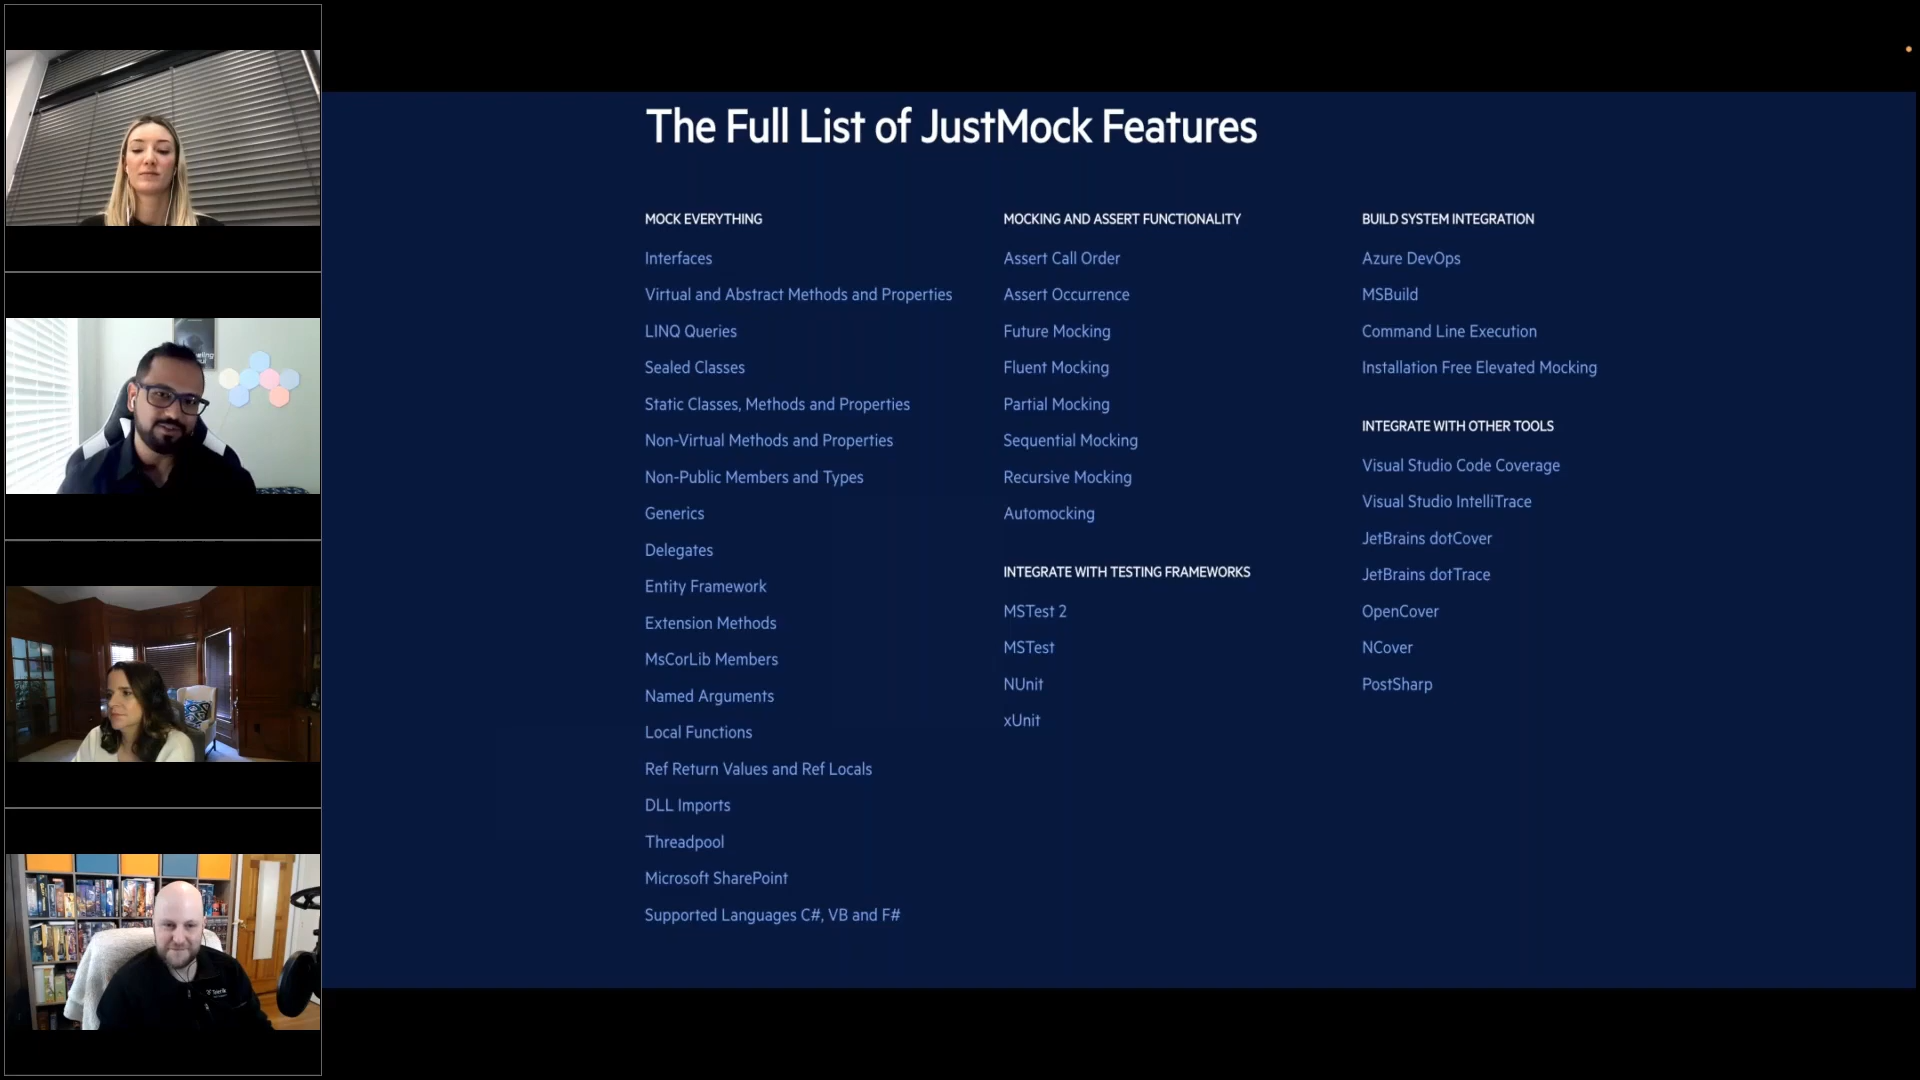 The Full List of JustMock Features
MOCK EVERYTHING
Interfaces
Virtual and Abstract Methods and Properties
LINQ Queries
Sealed Classes
Static Classes, Methods and Properties
Non-Virtual Methods and Properties
Non-Public Members and Types
Generics
Delegates
Entity Framework
Extension Methods
MsCorLib Members
Named Arguments
Local Functions
Ref Return Values and Ref Locals
DLL Imports
Threadpool
Microsoft SharePoint
Supported Languages C#, VB and F#
MOCKING AND ASSERT FUNCTIONALITY
Assert Call Order
Assert Occurrence
Future Mocking
Fluent Mocking
Partial Mocking
Sequential Mocking
Recursive Mocking
Automocking
INTEGRATE WITH TESTING FRAMEWORKS
MSTest 2
MSTest
NUnit
xUnit
BUILD SYSTEM INTEGRATION
Azure DevOps
MSBuild
Command Line Execution
Installation Free Elevated Mocking
INTEGRATE WITH OTHER TOOLS
Visual Studio Code Coverage
Visual Studio IntelliTrace
JetBrains dotCover
JetBrains dotTrace
OpenCover
NCover
PostSharp